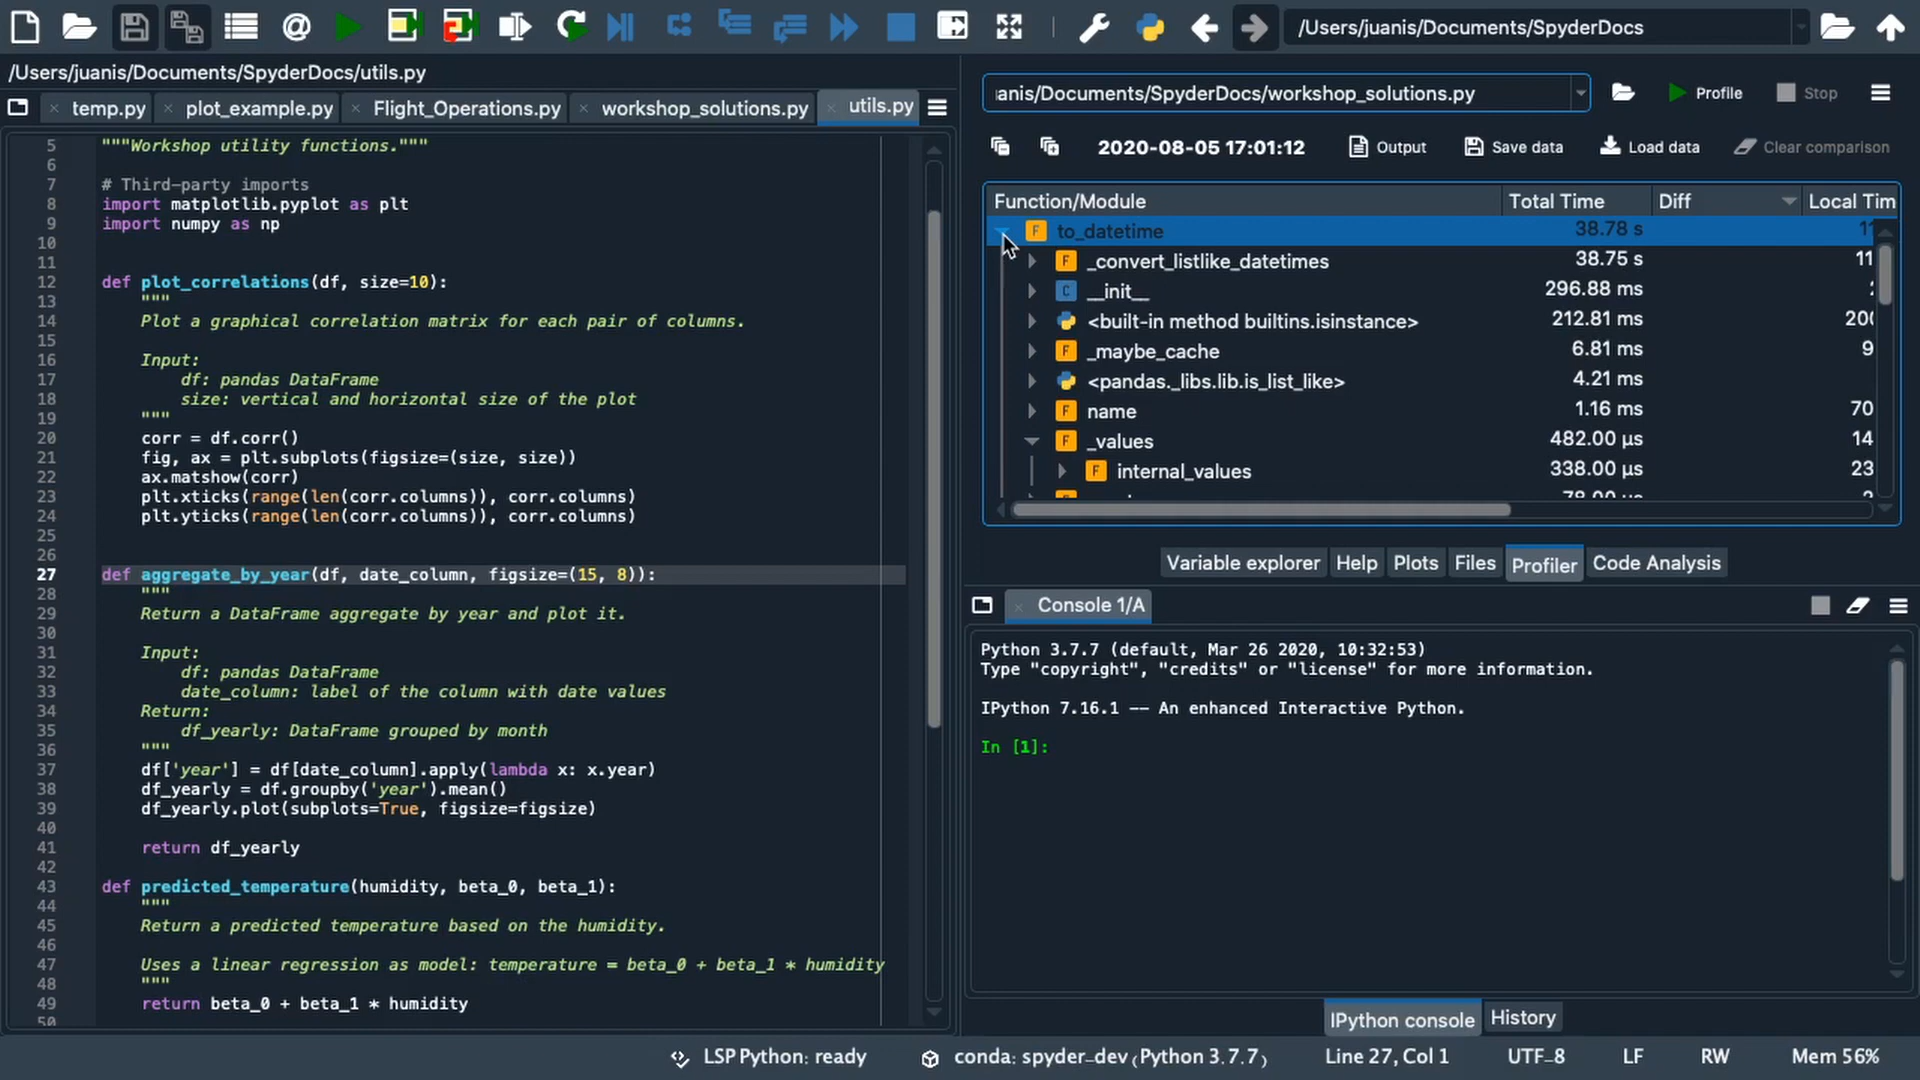 /Users/juanis/Documents/SpyderDocs
/Users/juanis/Documents/SpyderDocs/utils.py
temp.py
plot_example.py
Flight_Operations.py
workshop_solutions.py
utils.py
5 """Workshop utility functions."""
6
7 # Third-party imports
8 import matplotlib.pyplot as plt
9 import numpy as np
10
11
12 def plot_correlations(df, size=10):
13 """
14 Plot a graphical correlation matrix for each pair of columns.
15
16 Input:
17 df: pandas DataFrame
18 size: vertical and horizontal size of the plot
19 """
20 corr = df.corr()
21 fig, ax = plt.subplots(figsize=(size, size))
22 ax.matshow(corr)
23 plt.xticks(range(len(corr.columns)), corr.columns)
24 plt.yticks(range(len(corr.columns)), corr.columns)
25
26
27 def aggregate_by_year(df, date_column, figsize=(15, 8)):
28 """
29 Return a DataFrame aggregate by year and plot it.
30
31 Input:
32 df: pandas DataFrame
33 date_column: label of the column with date values
34 Return:
35 df_yearly: DataFrame grouped by month
36 """
37 df['year'] = df[date_column].apply(lambda x: x.year)
38 df_yearly = df.groupby('year').mean()
39 df_yearly.plot(subplots=True, figsize=figsize)
40
41 return df_yearly
42
43 def predicted_temperature(humidity, beta_0, beta_1):
44 """
45 Return a predicted temperature based on the humidity.
46
47 Uses a linear regression as model: temperature = beta_0 + beta_1 * humidity
48 """
49 return beta_0 + beta_1 * humidity
50
anis/Documents/SpyderDocs/workshop_solutions.py
Profile
Stop
2020-08-05 17:01:12
Output
Save data
Load data
Clear comparison
Function/Module Total Time Diff Local Tim
F to_datetime 38.78 s 11
F _convert_listlike_datetimes 38.75 s 11
C __init__ 296.88 ms
<built-in method builtins.isinstance> 212.81 ms 200
F _maybe_cache 6.81 ms 9
<pandas._libs.lib.is_list_like> 4.21 ms
F name 1.16 ms 70
F _values 482.00 µs 14
F internal_values 338.00 µs 23
78.00 µs
Variable explorer
Help
Plots
Files
Profiler
Code Analysis
Console 1/A
Python 3.7.7 (default, Mar 26 2020, 10:32:53)
Type "copyright", "credits" or "license" for more information.
IPython 7.16.1 -- An enhanced Interactive Python.
In [1]:
IPython console
History
LSP Python: ready
conda: spyder-dev (Python 3.7.7)
Line 27, Col 1
UTF-8
LF
RW
Mem 56%